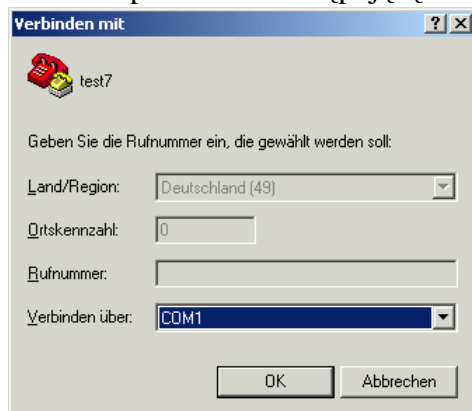 Verbinden mit
test7
Geben Sie die Rufnummer ein, die gewählt werden soll:
Land/Region: Deutschland (49)
Ortskennzahl: 0
Rufnummer:
Verbinden über: COM1
OK Abbrechen